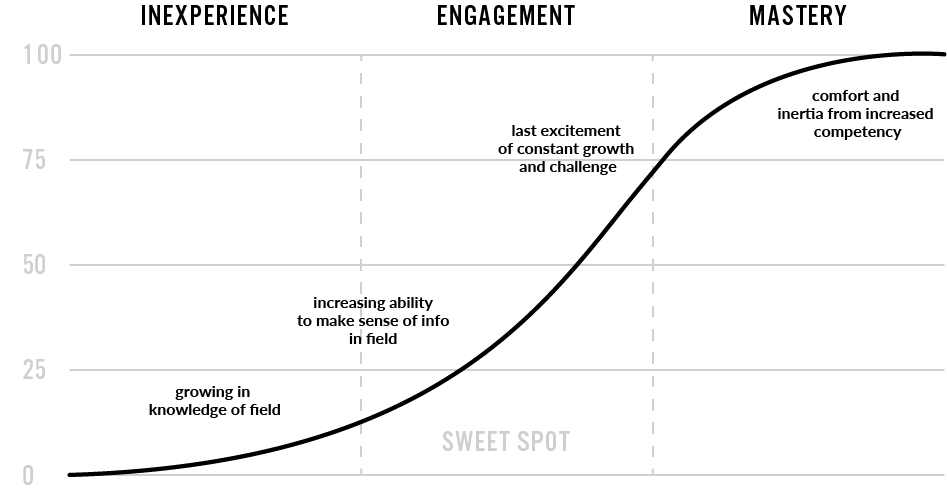 INEXPERIENCE
ENGAGEMENT
MASTERY
100
comfort and
inertia from increased
competency
last excitement
of constant growth
and challenge
75
50
increasing ability
to make sense of info
in field
25
growing in
knowledge of field
SWEET SPOT
0